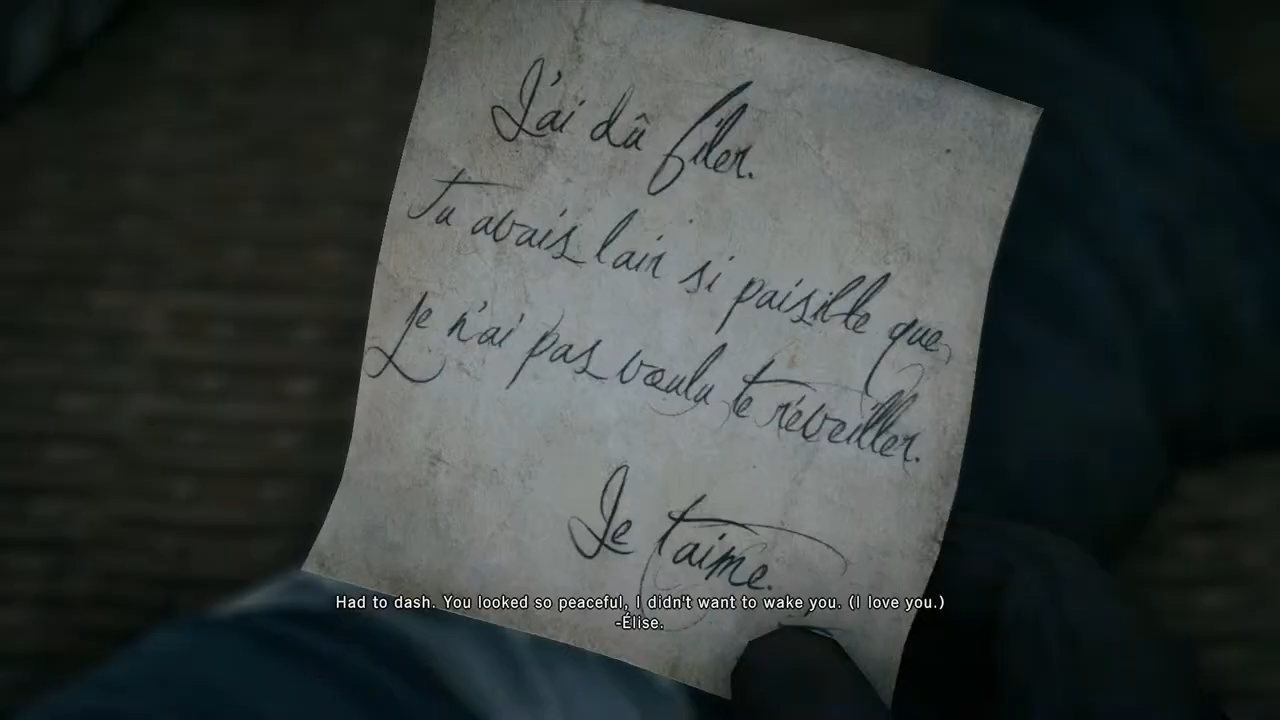 J'ai dû filer.
Tu avais l'air si paisible que
je n'ai pas voulu te réveiller.
Je t'aime.
Had to dash. You looked so peaceful, I didn't want to wake you. (I love you.)
-Élise.